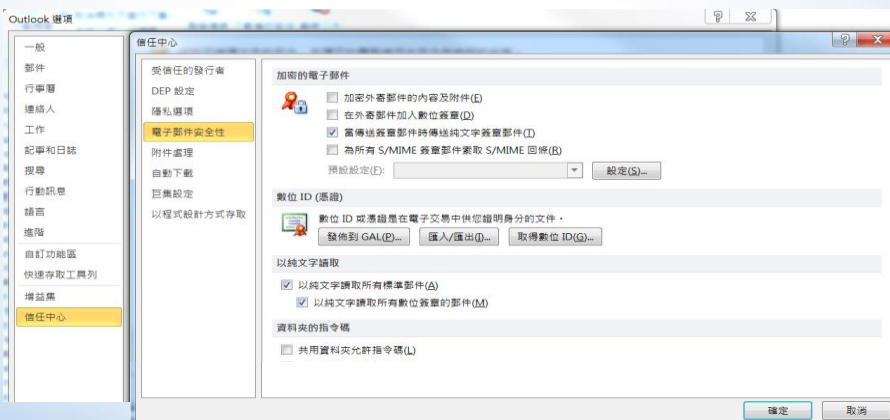 Outlook 選項
一般
郵件
行事曆
連絡人
工作
記事和日誌
搜尋
行動訊息
語言
進階
自訂功能區
快速存取工具列
增益集
信任中心
信任中心
受信任的發行者
DEP 設定
隱私選項
電子郵件安全性
附件處理
自動下載
巨集設定
以程式設計方式存取
加密的電子郵件
加密外寄郵件的內容及附件(E)
在外寄郵件加入數位簽章(D)
當傳送簽章郵件時傳送純文字簽章郵件(T)
為所有 S/MIME 簽章郵件索取 S/MIME 回條(R)
預設設定(F):
設定(S)...
數位 ID (憑證)
數位 ID 或憑證是在電子交易中供您證明身分的文件。
發佈到 GAL(P)... 匯入/匯出(I)... 取得數位 ID(G)...
以純文字讀取
以純文字讀取所有標準郵件(A)
以純文字讀取所有數位簽章的郵件(M)
資料夾的指令碼
共用資料夾允許指令碼(L)
確定 取消